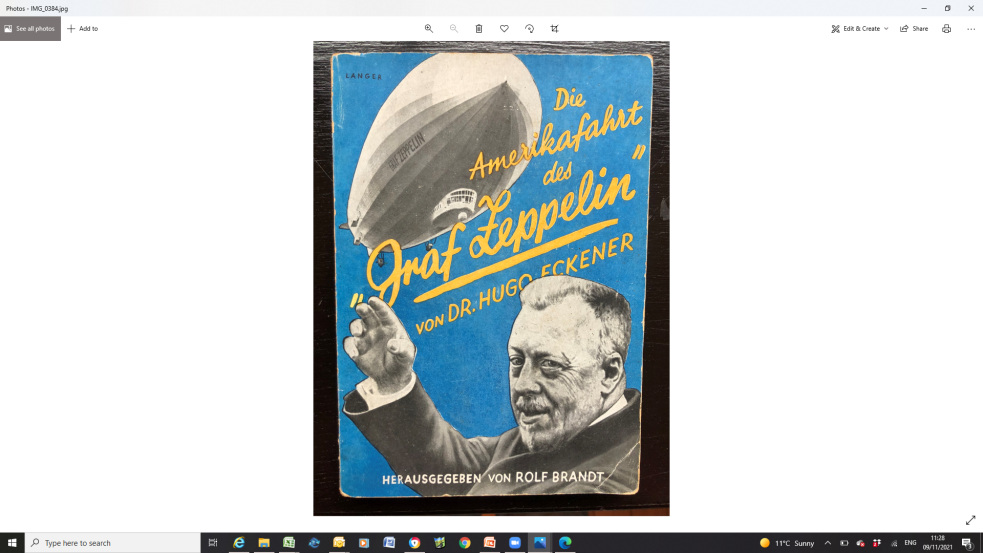 Photos - IMG_0384.jpg
See all photos
Add to
Edit & Create
Share
LANGER
Die
Amerikafahrt
des
„Graf Zeppelin"
VON DR. HUGO ECKENER
GRAF ZEPPELIN
HERAUSGEGEBEN VON ROLF BRANDT
Type here to search
11°C Sunny
ENG
11:28
09/11/2021